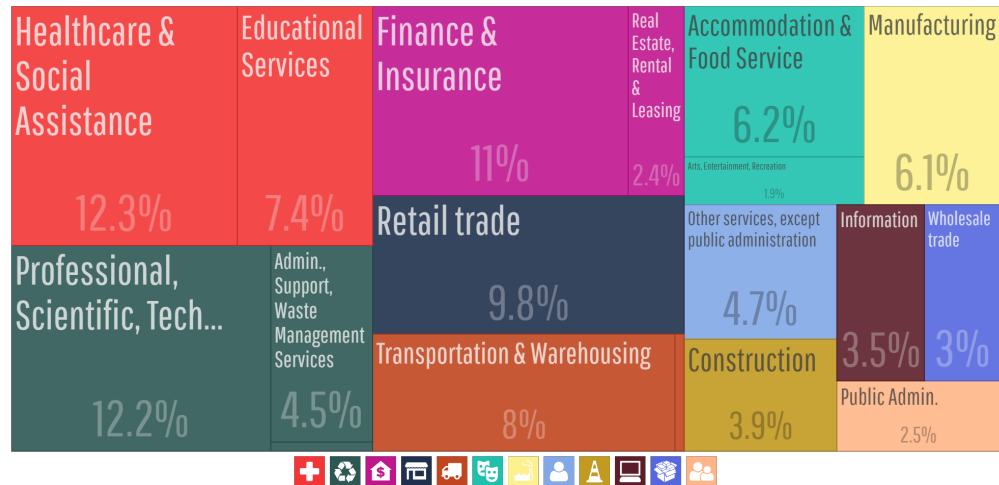 Healthcare &
Social
Assistance
12.3%
Educational
Services
7.4%
Finance &
Insurance
11%
Real
Estate,
Rental
&
Leasing
2.4%
Accommodation &
Food Service
6.2%
Arts, Entertainment, Recreation
1.9%
Manufacturing
6.1%
Professional,
Scientific, Tech...
12.2%
Admin.,
Support,
Waste
Management
Services
4.5%
Retail trade
9.8%
Transportation & Warehousing
8%
Other services, except
public administration
4.7%
Construction
3.9%
Information
3.5%
Wholesale
trade
3%
Public Admin.
2.5%
$